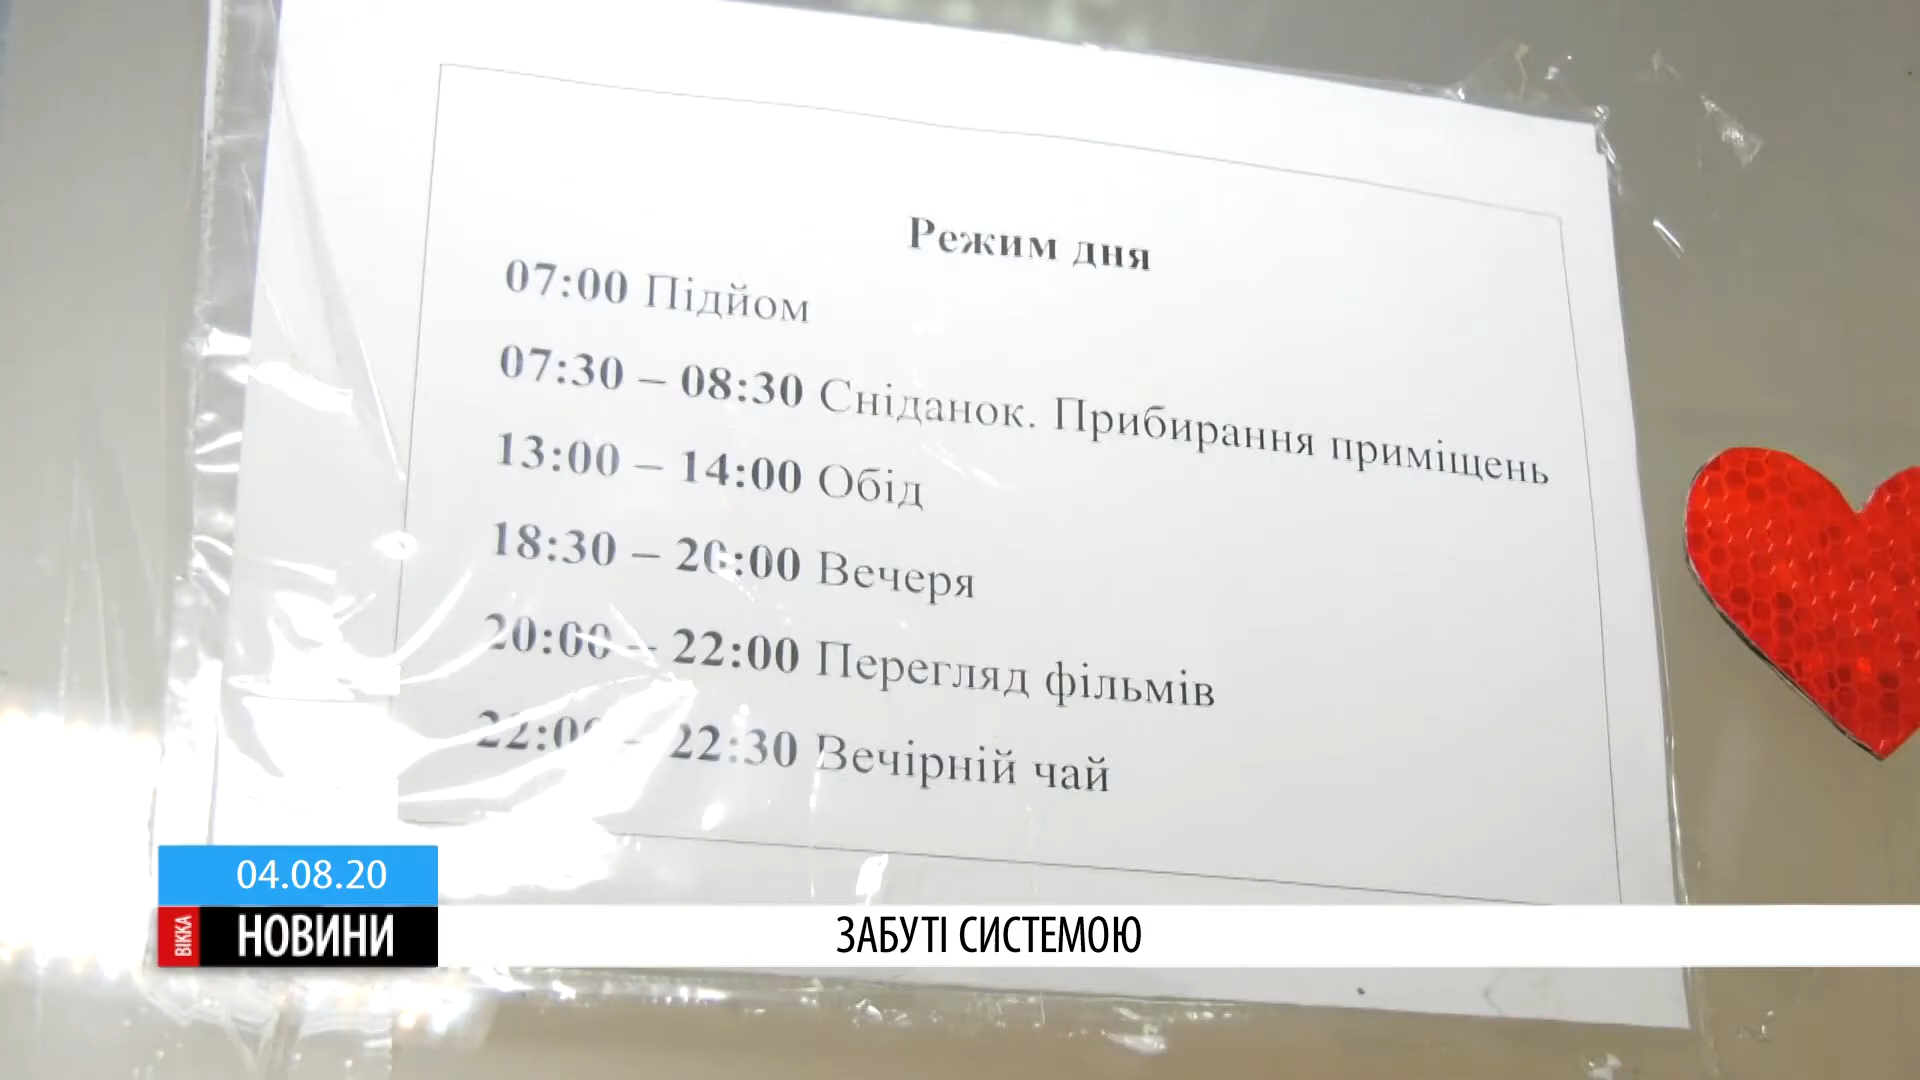 Режим дня
07:00 Підйом
07:30 – 08:30 Сніданок. Прибирання приміщень
13:00 – 14:00 Обід
18:30 – 20:00 Вечеря
20:00 – 22:00 Перегляд фільмів
22:00 – 22:30 Вечірній чай
04.08.20
ВІККА НОВИНИ
ЗАБУТІ СИСТЕМОЮ